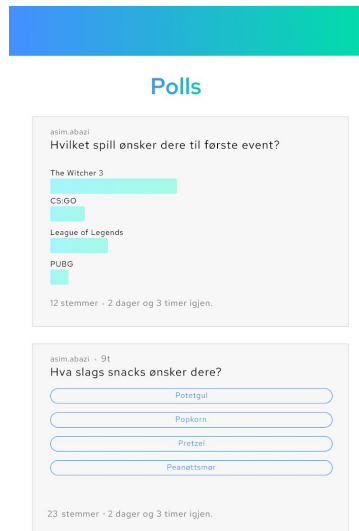 Polls
asim.abazi
Hvilket spill ønsker dere til første event?
The Witcher 3
CS:GO
League of Legends
PUBG
12 stemmer - 2 dager og 3 timer igjen.
asim.abazi - 9t
Hva slags snacks ønsker dere?
Potetgul
Popkorn
Pretzel
Peanøttsmør
23 stemmer - 2 dager og 3 timer igjen.